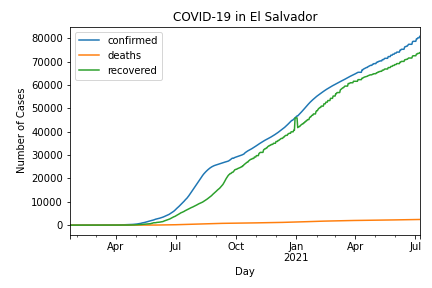 COVID-19 in El Salvador
confirmed
deaths
recovered
Number of Cases
80000
70000
60000
50000
40000
30000
20000
10000
0
Apr
Jul
Oct
Jan
2021
Apr
Jul
Day